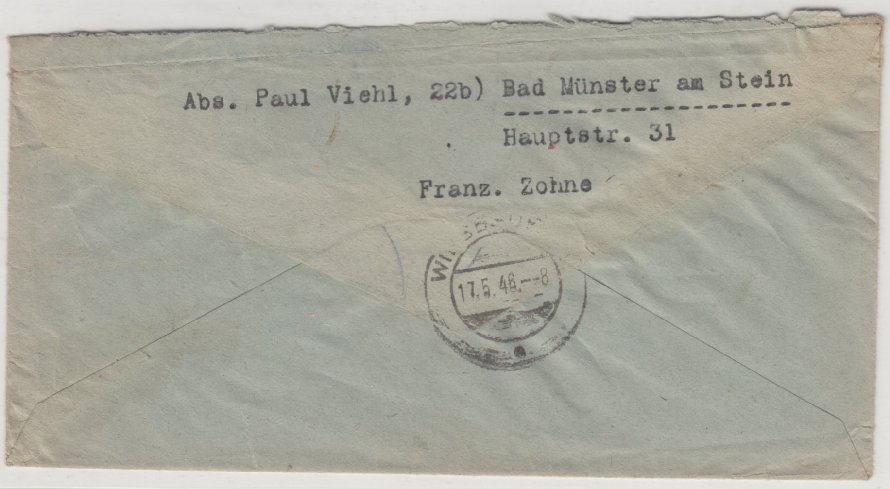 Abs. Paul Viehl, 22b) Bad Münster am Stein
Hauptstr. 31
Franz. Zohne
17.5.48.--8